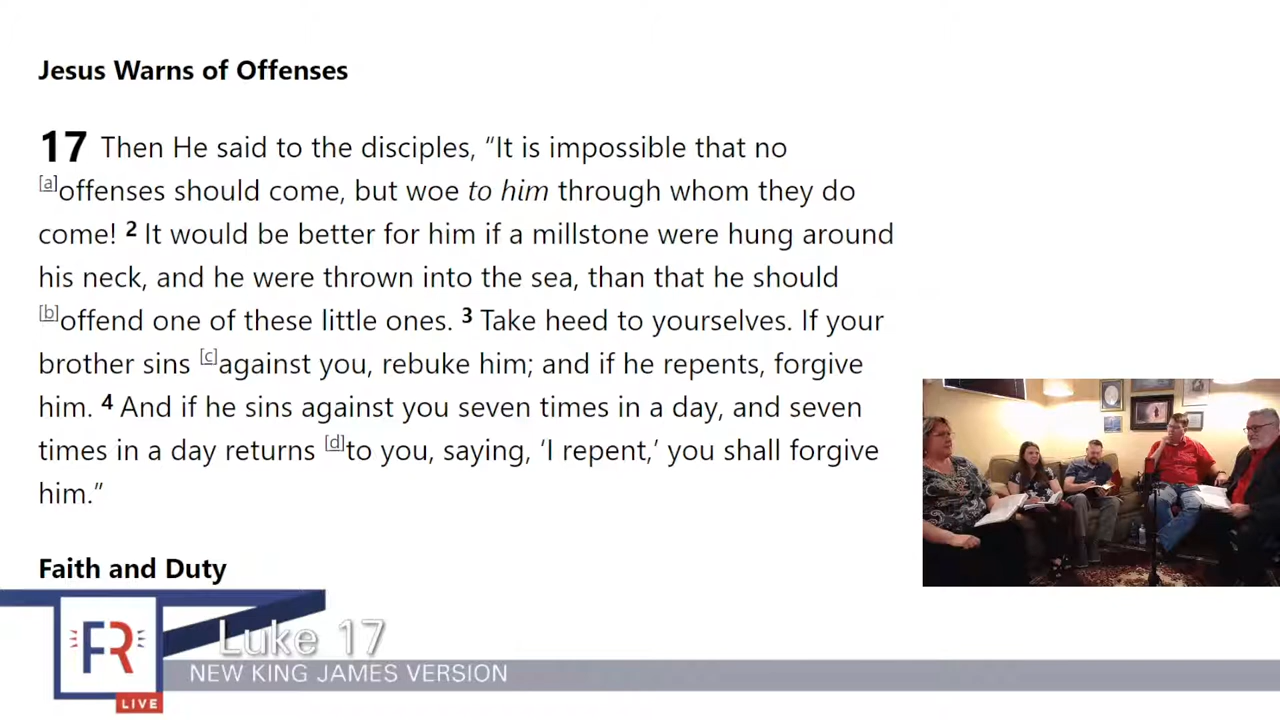 Jesus Warns of Offenses
17 Then He said to the disciples, “It is impossible that no
[a]offenses should come, but woe to him through whom they do
come! 2 It would be better for him if a millstone were hung around
his neck, and he were thrown into the sea, than that he should
[b]offend one of these little ones. 3 Take heed to yourselves. If your
brother sins [c]against you, rebuke him; and if he repents, forgive
him. 4 And if he sins against you seven times in a day, and seven
times in a day returns [d]to you, saying, ‘I repent,’ you shall forgive
him.”
Faith and Duty
FR
LIVE
Luke 17
NEW KING JAMES VERSION